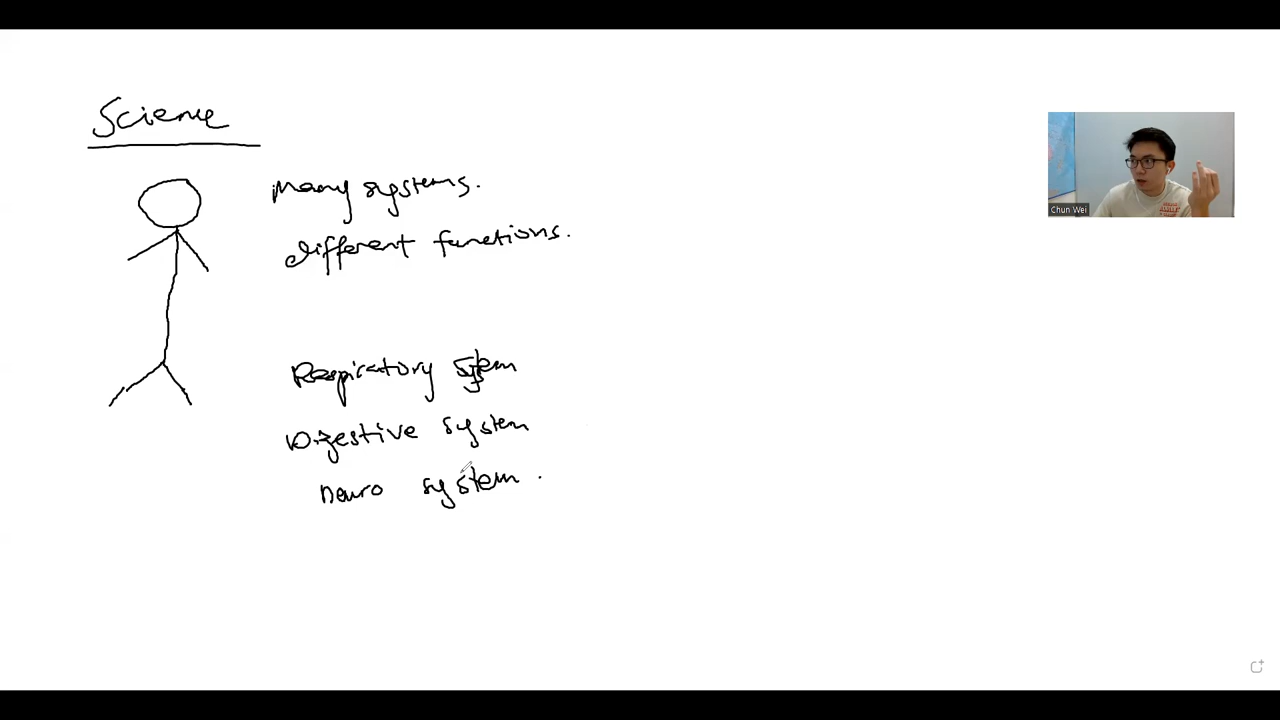 Science
Many systems.
different functions.
Respiratory system
Digestive system
neuro system.
Chun Wei